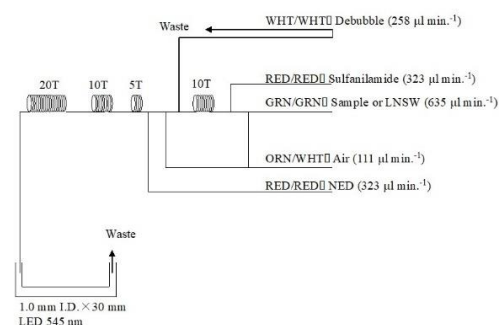 Waste
WHT/WHT▯ Debubble (258 µl min.⁻¹)
20T
10T
5T
10T
RED/RED▯ Sulfanilamide (323 µl min.⁻¹)
GRN/GRN▯ Sample or LNSW (635 µl min.⁻¹)
ORN/WHT▯ Air (111 µl min.⁻¹)
RED/RED▯ NED (323 µl min.⁻¹)
Waste
1.0 mm I.D.×30 mm
LED 545 nm